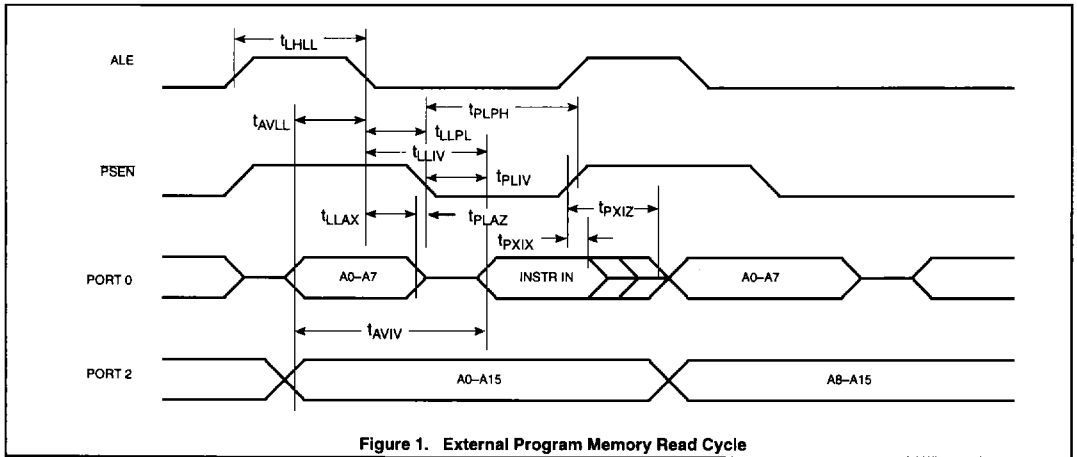 ALE
tLHLL
tAVLL
tLLPL
tPLPH
tLLIV
PSEN
tPLIV
tLLAX
tPLAZ
tPXIZ
tPXIX
PORT 0
A0–A7
INSTR IN
A0–A7
tAVIV
PORT 2
A0–A15
A8–A15
Figure 1. External Program Memory Read Cycle